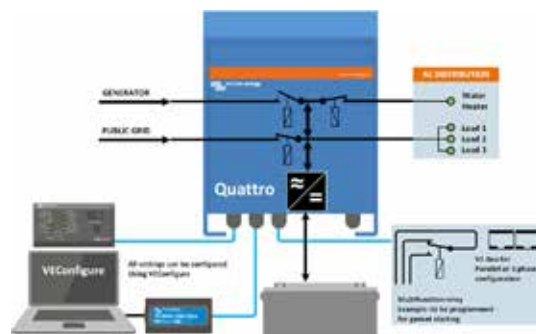 GENERATOR
PUBLIC GRID
AC DISTRIBUTION
Water
Heater
Load 1
Load 2
Load 3
Quattro
VEConfigure
All settings can be configured
Using VEConfigure
VE Bus for
Parallel or 3 phase
configuration
Multifunction relay
Example: to be programmed
for genset starting